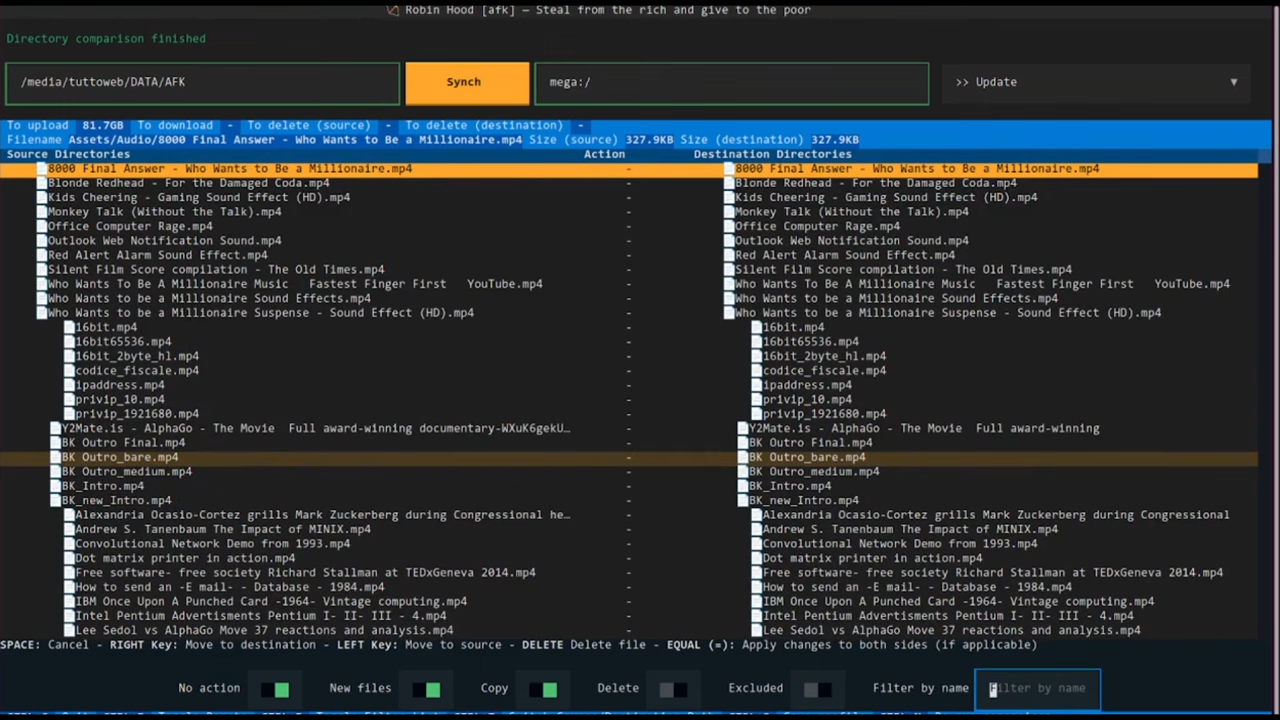 Robin Hood [afk] — Steal from the rich and give to the poor
Directory comparison finished
/media/tuttoweb/DATA/AFK Synch mega:/ >> Update ▼
To upload 81.7GB To download - To delete (source) - To delete (destination) -
Filename Assets/Audio/8000 Final Answer - Who Wants to Be a Millionaire.mp4 Size (source) 327.9KB Size (destination) 327.9KB
Source Directories Action Destination Directories
8000 Final Answer - Who Wants to Be a Millionaire.mp4 - 8000 Final Answer - Who Wants to Be a Millionaire.mp4
Blonde Redhead - For the Damaged Coda.mp4 - Blonde Redhead - For the Damaged Coda.mp4
Kids Cheering - Gaming Sound Effect (HD).mp4 - Kids Cheering - Gaming Sound Effect (HD).mp4
Monkey Talk (Without the Talk).mp4 - Monkey Talk (Without the Talk).mp4
Office Computer Rage.mp4 - Office Computer Rage.mp4
Outlook Web Notification Sound.mp4 - Outlook Web Notification Sound.mp4
Red Alert Alarm Sound Effect.mp4 - Red Alert Alarm Sound Effect.mp4
Silent Film Score compilation - The Old Times.mp4 - Silent Film Score compilation - The Old Times.mp4
Who Wants To Be A Millionaire Music Fastest Finger First YouTube.mp4 - Who Wants To Be A Millionaire Music Fastest Finger First YouTube.mp4
Who Wants to be a Millionaire Sound Effects.mp4 - Who Wants to be a Millionaire Sound Effects.mp4
Who Wants to be a Millionaire Suspense - Sound Effect (HD).mp4 - Who Wants to be a Millionaire Suspense - Sound Effect (HD).mp4
16bit.mp4 - 16bit.mp4
16bit65536.mp4 - 16bit65536.mp4
16bit_2byte_hl.mp4 - 16bit_2byte_hl.mp4
codice_fiscale.mp4 - codice_fiscale.mp4
ipaddress.mp4 - ipaddress.mp4
privip_10.mp4 - privip_10.mp4
privip_1921680.mp4 - privip_1921680.mp4
Y2Mate.is - AlphaGo - The Movie Full award-winning documentary-WXuK6gekU… - Y2Mate.is - AlphaGo - The Movie Full award-winning
BK Outro Final.mp4 - BK Outro Final.mp4
BK Outro_bare.mp4 - BK Outro_bare.mp4
BK Outro_medium.mp4 - BK Outro_medium.mp4
BK_Intro.mp4 - BK_Intro.mp4
BK_new_Intro.mp4 - BK_new_Intro.mp4
Alexandria Ocasio-Cortez grills Mark Zuckerberg during Congressional he… - Alexandria Ocasio-Cortez grills Mark Zuckerberg during Congressional
Andrew S. Tanenbaum The Impact of MINIX.mp4 - Andrew S. Tanenbaum The Impact of MINIX.mp4
Convolutional Network Demo from 1993.mp4 - Convolutional Network Demo from 1993.mp4
Dot matrix printer in action.mp4 - Dot matrix printer in action.mp4
Free software- free society Richard Stallman at TEDxGeneva 2014.mp4 - Free software- free society Richard Stallman at TEDxGeneva 2014.mp4
How to send an -E mail- - Database - 1984.mp4 - How to send an -E mail- - Database - 1984.mp4
IBM Once Upon A Punched Card -1964- Vintage computing.mp4 - IBM Once Upon A Punched Card -1964- Vintage computing.mp4
Intel Pentium Advertisments Pentium I- II- III - 4.mp4 - Intel Pentium Advertisments Pentium I- II- III - 4.mp4
Lee Sedol vs AlphaGo Move 37 reactions and analysis.mp4 - Lee Sedol vs AlphaGo Move 37 reactions and analysis.mp4
SPACE: Cancel - RIGHT Key: Move to destination - LEFT Key: Move to source - DELETE Delete file - EQUAL (=): Apply changes to both sides (if applicable)
No action New files Copy Delete Excluded Filter by name Filter by name